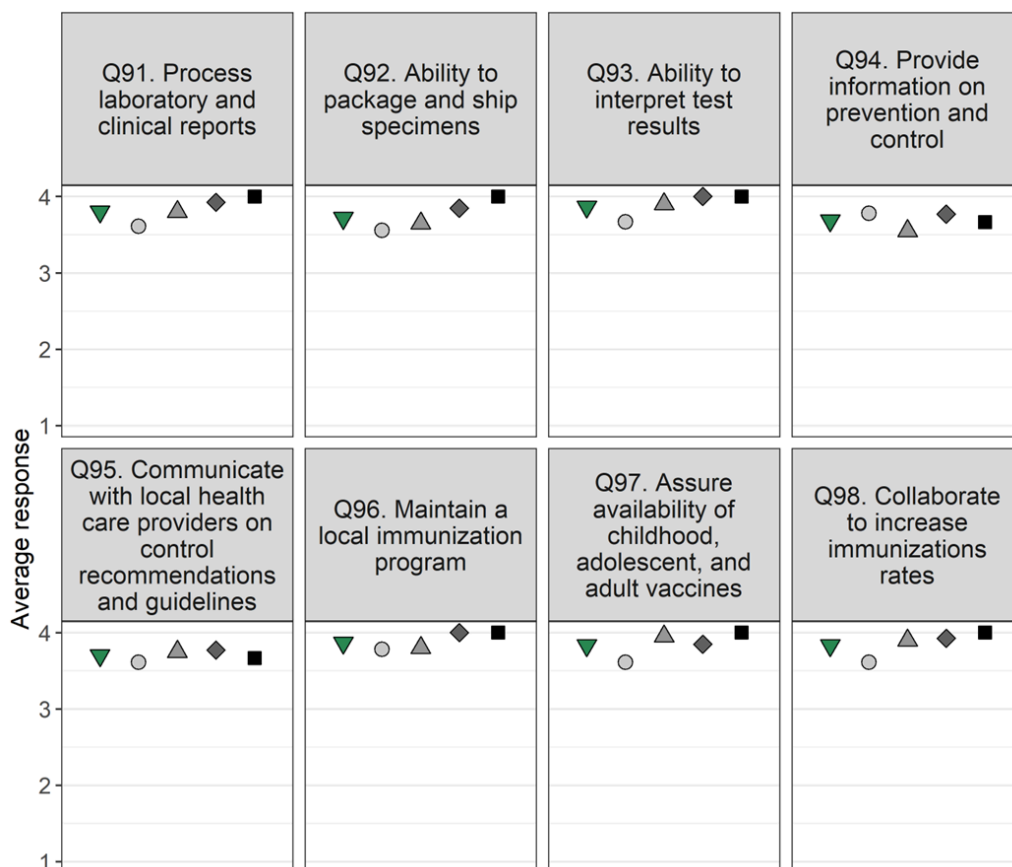 Q91. Process
laboratory and
clinical reports
Q92. Ability to
package and ship
specimens
Q93. Ability to
interpret test
results
Q94. Provide
information on
prevention and
control
4
3
2
1
Average response
Q95. Communicate
with local health
care providers on
control
recommendations
and guidelines
Q96. Maintain a
local immunization
program
Q97. Assure
availability of
childhood,
adolescent, and
adult vaccines
Q98. Collaborate
to increase
immunizations
rates
4
3
2
1